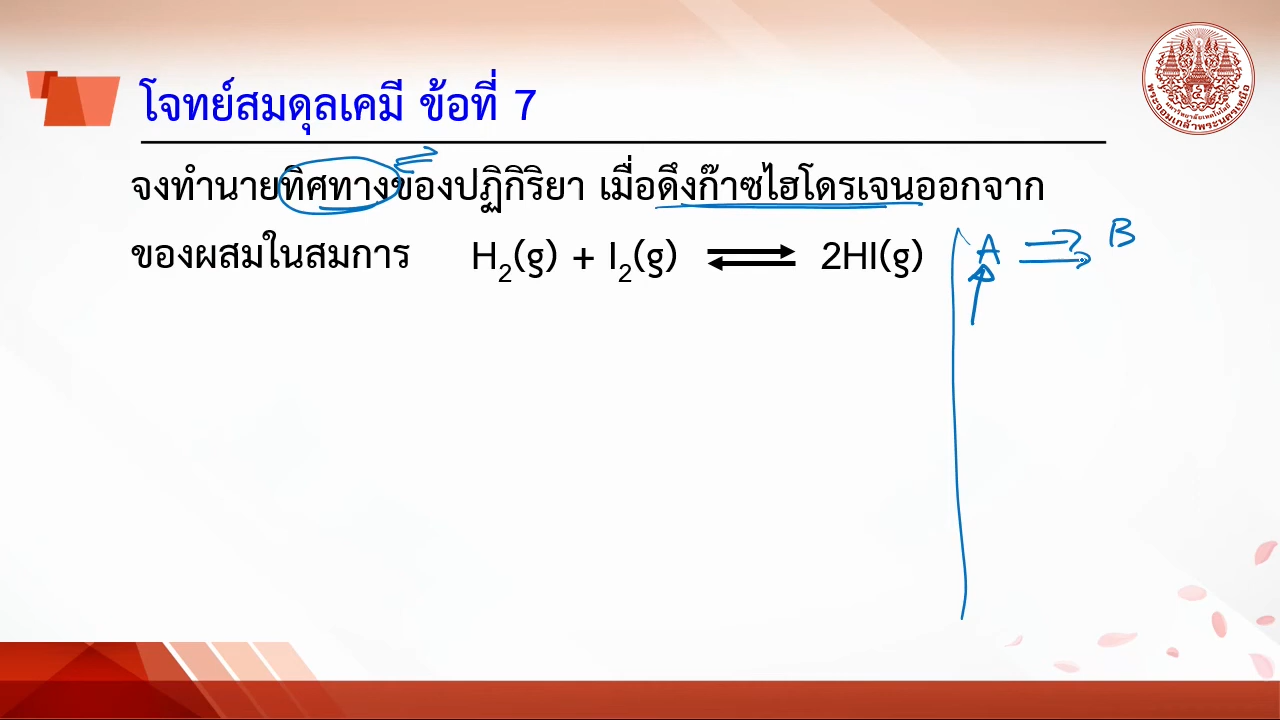 โจทย์สมดุลเคมี ข้อที่ 7
จงทำนายทิศทางของปฏิกิริยา เมื่อดึงก๊าซไฮโดรเจนออกจาก
ของผสมในสมการ H₂(g) + I₂(g) ⇌ 2HI(g)
A ⇌ B